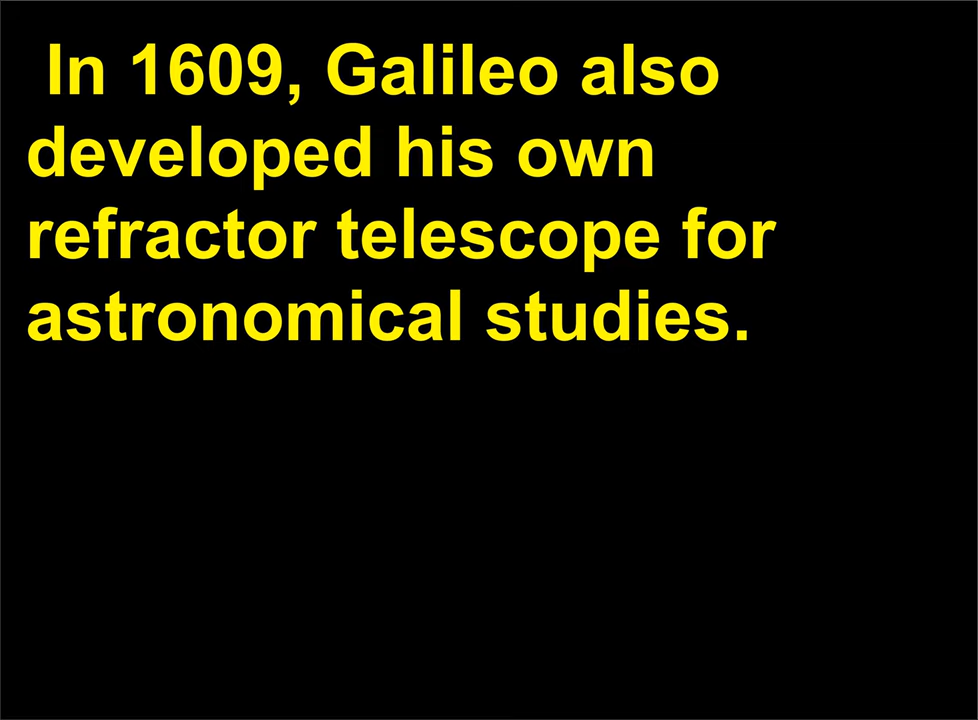 In 1609, Galileo also
developed his own
refractor telescope for
astronomical studies.